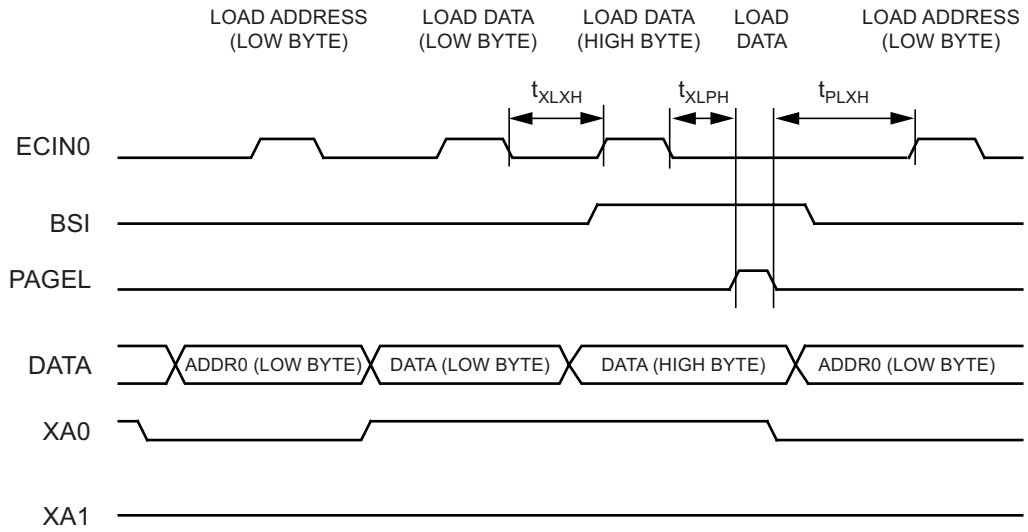 LOAD ADDRESS
(LOW BYTE)
LOAD DATA
(LOW BYTE)
LOAD DATA
(HIGH BYTE)
LOAD
DATA
LOAD ADDRESS
(LOW BYTE)
tXLXH
tXLPH
tPLXH
ECIN0
BSI
PAGEL
DATA
ADDR0 (LOW BYTE)
DATA (LOW BYTE)
DATA (HIGH BYTE)
ADDR0 (LOW BYTE)
XA0
XA1